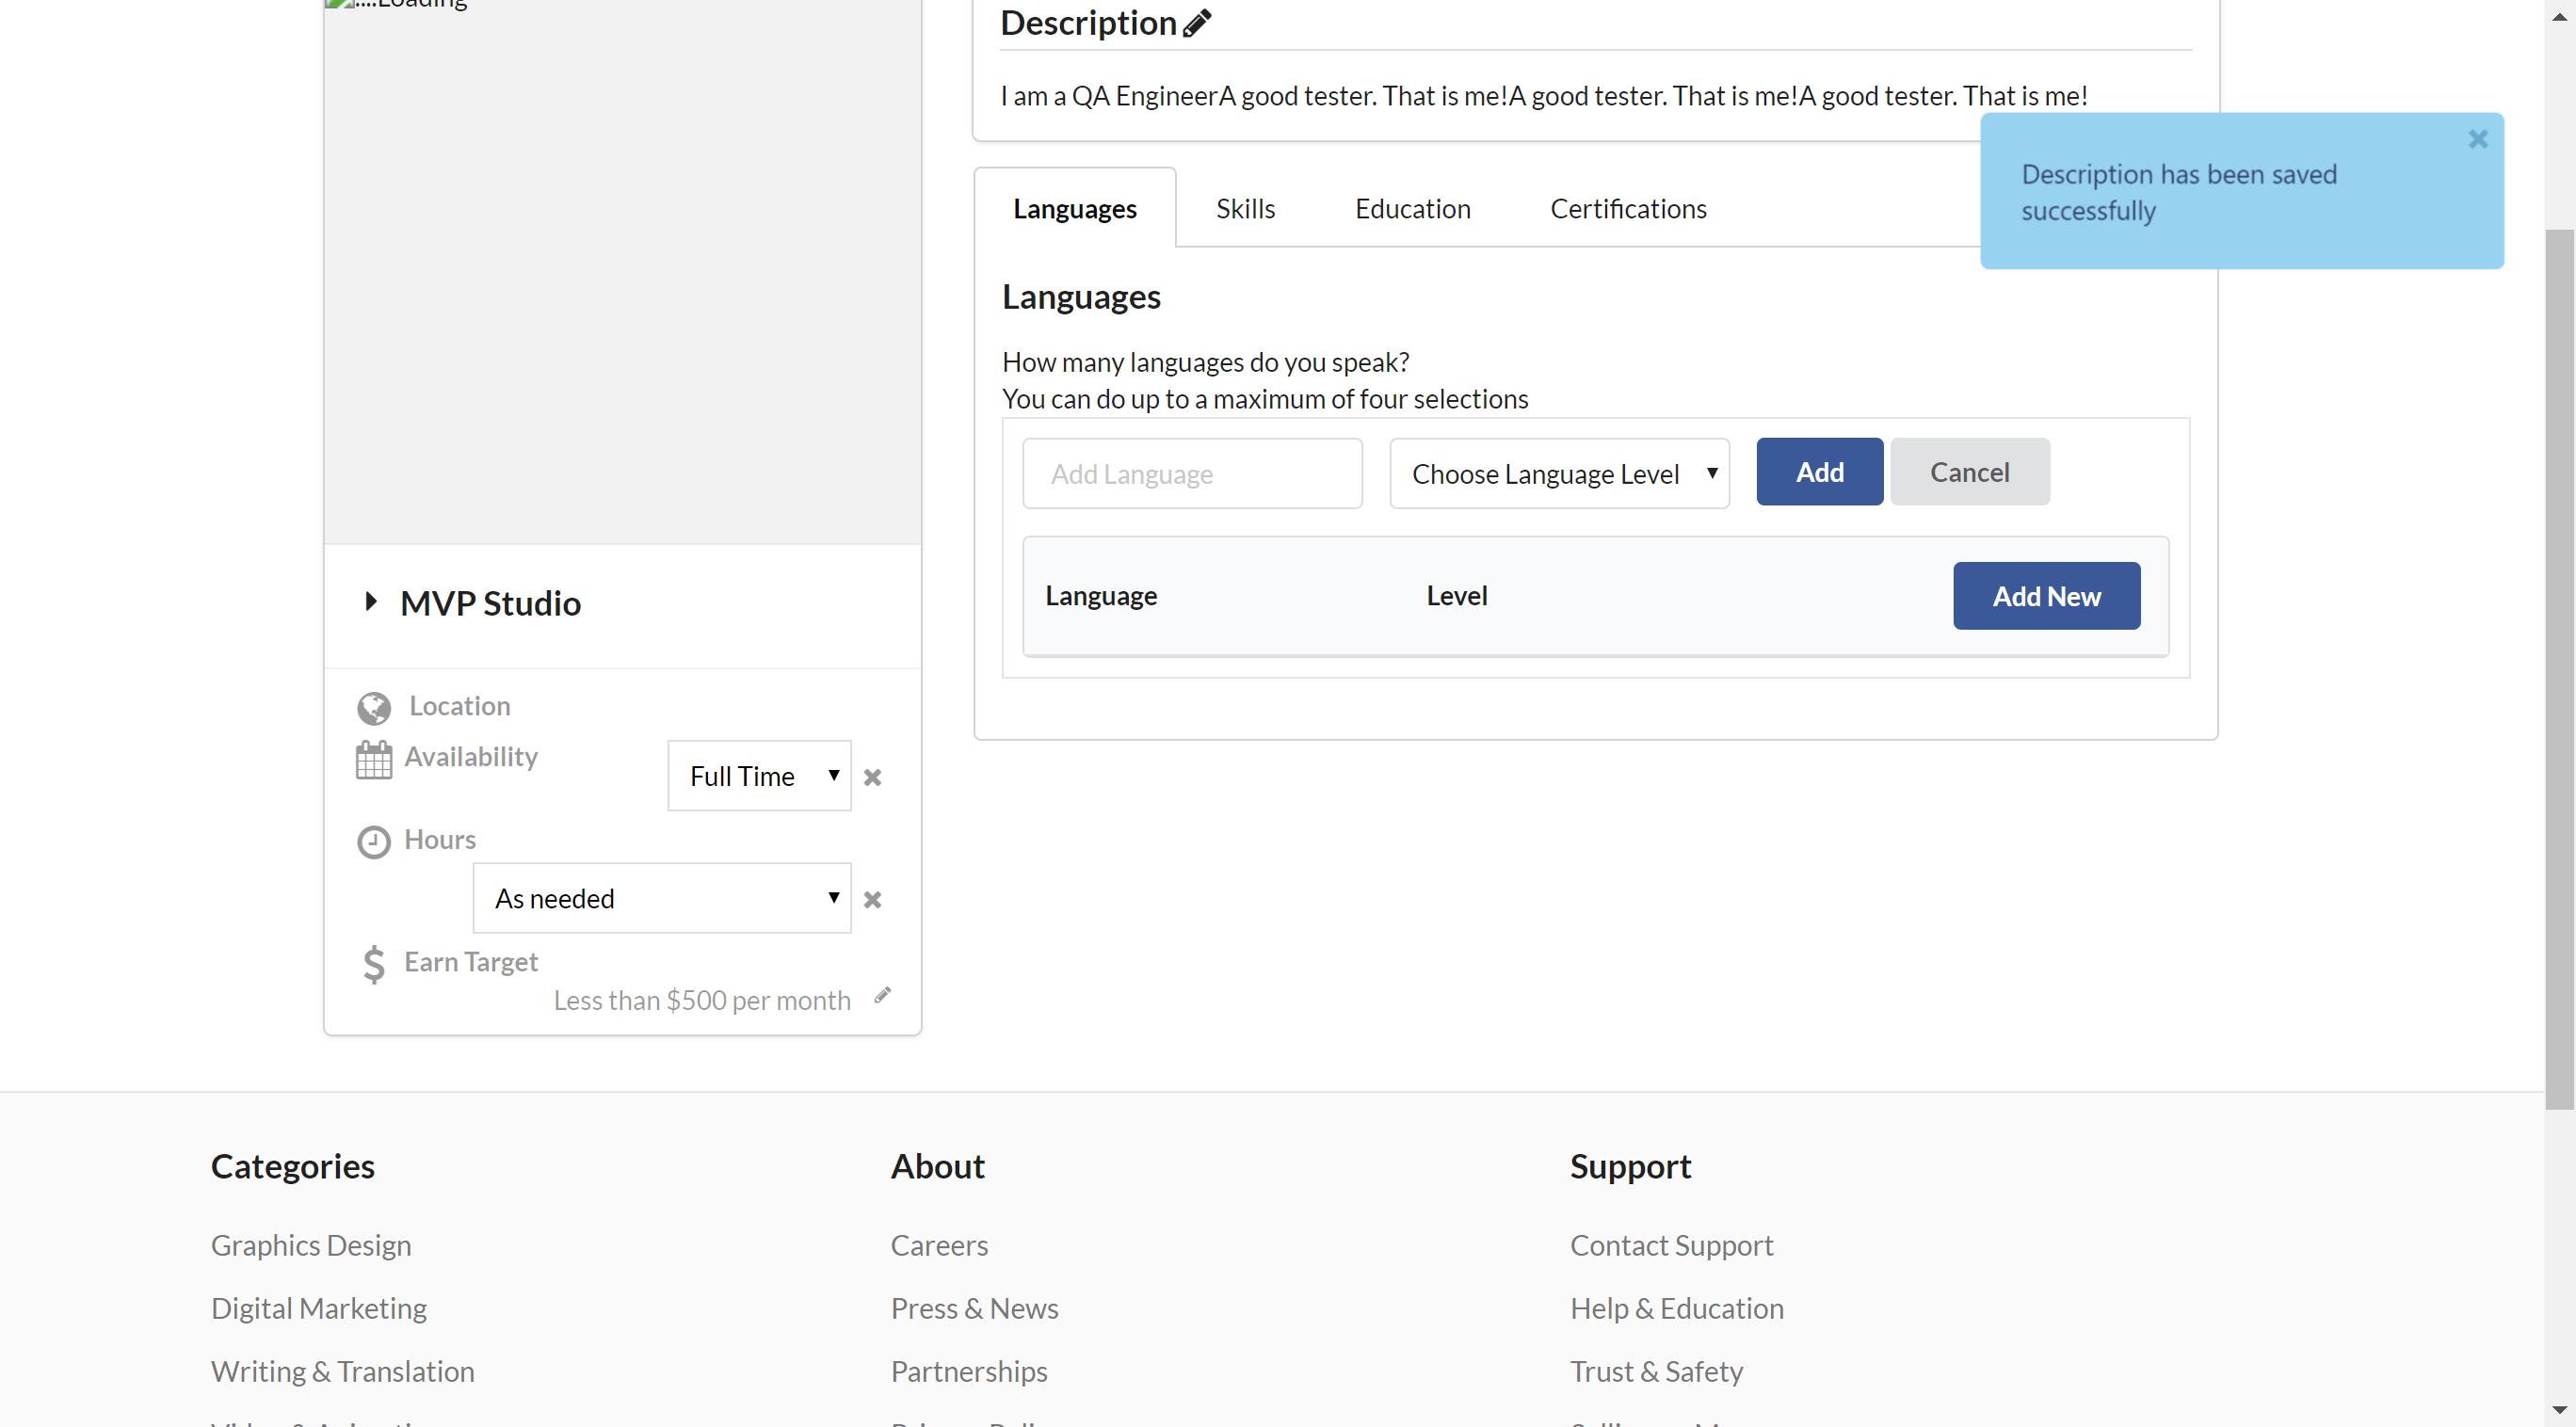 ....Loading
Description
I am a QA EngineerA good tester. That is me!A good tester. That is me!A good tester. That is me!
Description has been saved
successfully
Languages
Skills
Education
Certifications
Languages
How many languages do you speak?
You can do up to a maximum of four selections
Add Language
Choose Language Level
Add
Cancel
Language
Level
Add New
MVP Studio
Location
Availability
Full Time
Hours
As needed
Earn Target
Less than $500 per month
Categories
Graphics Design
Digital Marketing
Writing & Translation
About
Careers
Press & News
Partnerships
Support
Contact Support
Help & Education
Trust & Safety